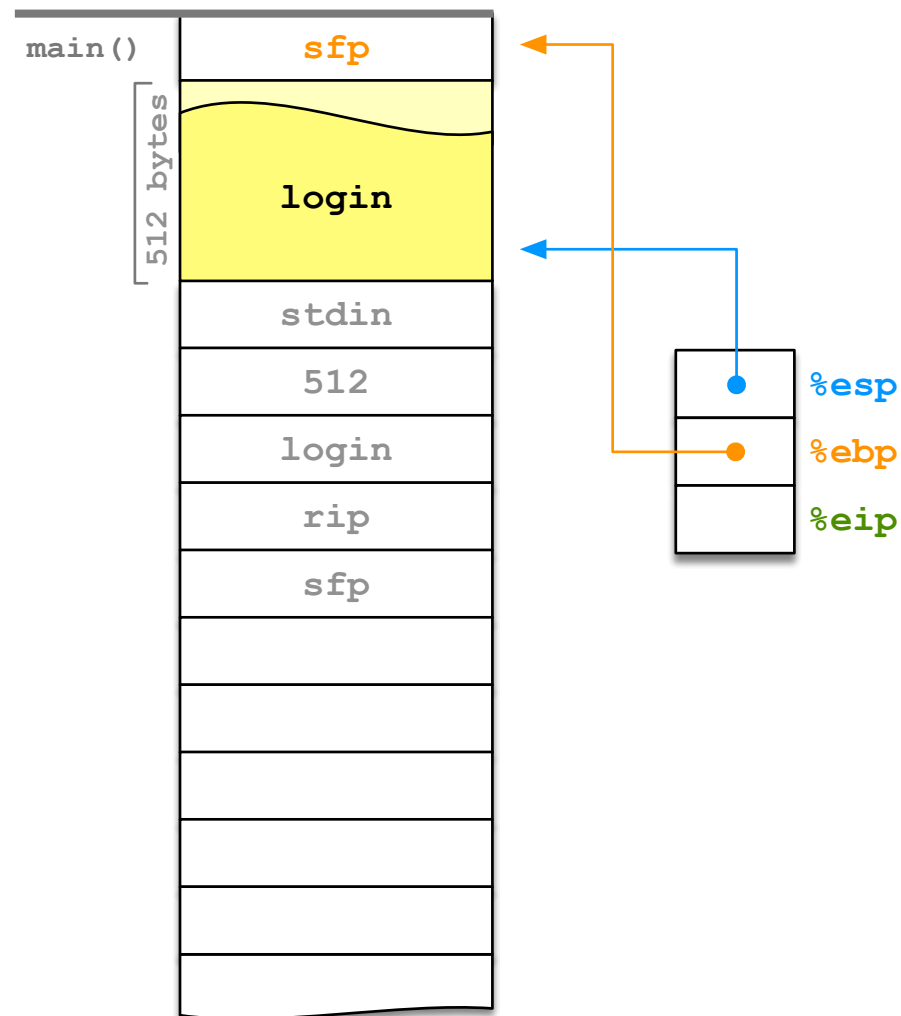 main()
sfp
512 bytes
login
stdin
512
login
rip
sfp
%esp
%ebp
%eip